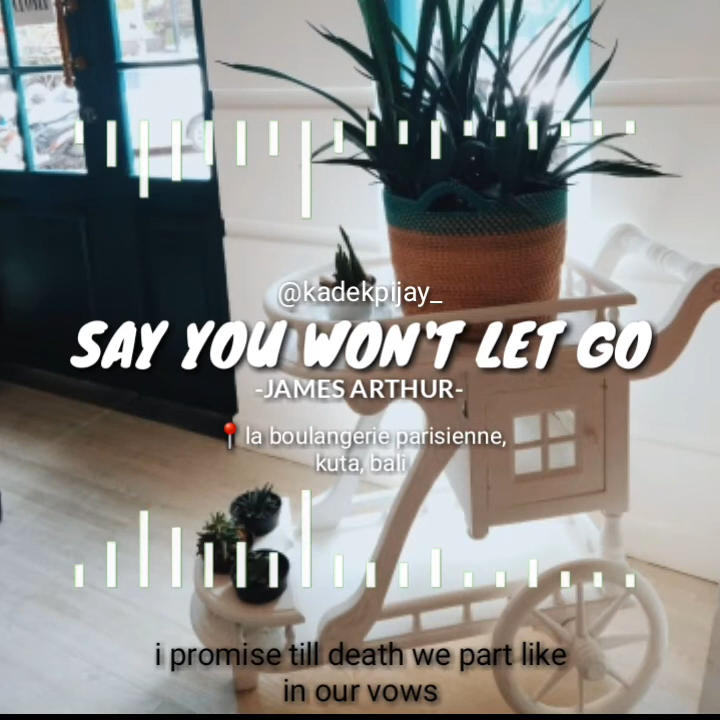 CLOSED
@kadekpijay_
SAY YOU WON'T LET GO
-JAMES ARTHUR-
📍 la boulangerie parisienne,
kuta, bali
i promise till death we part like
in our vows